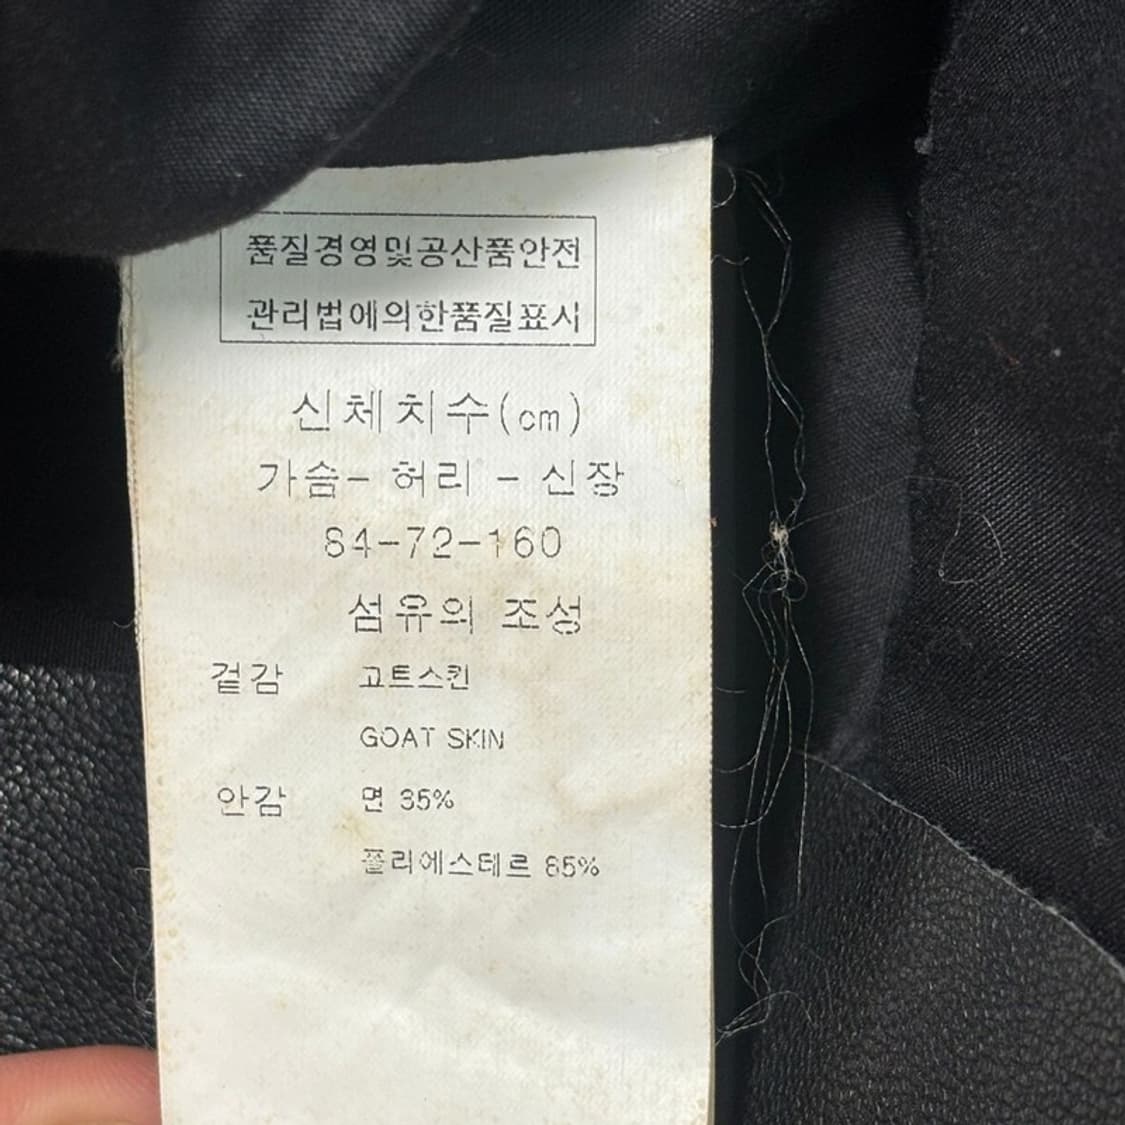 품질경영및공산품안전
관리법에의한품질표시
신체치수(cm)
가슴- 허리 - 신장
84-72-160
섬유의 조성
겉감 고트스킨
GOAT SKIN
안감 면 35%
폴리에스테르 65%